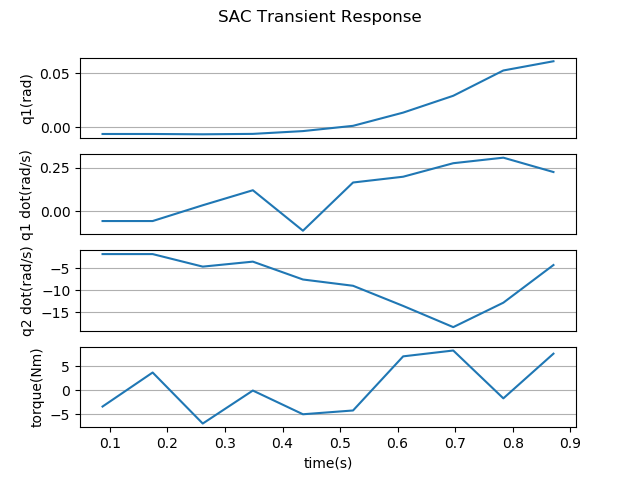 SAC Transient Response
q1(rad)
0.05
0.00
q1 dot(rad/s)
0.25
0.00
q2 dot(rad/s)
−5
−10
−15
torque(Nm)
5
0
−5
0.1 0.2 0.3 0.4 0.5 0.6 0.7 0.8 0.9
time(s)